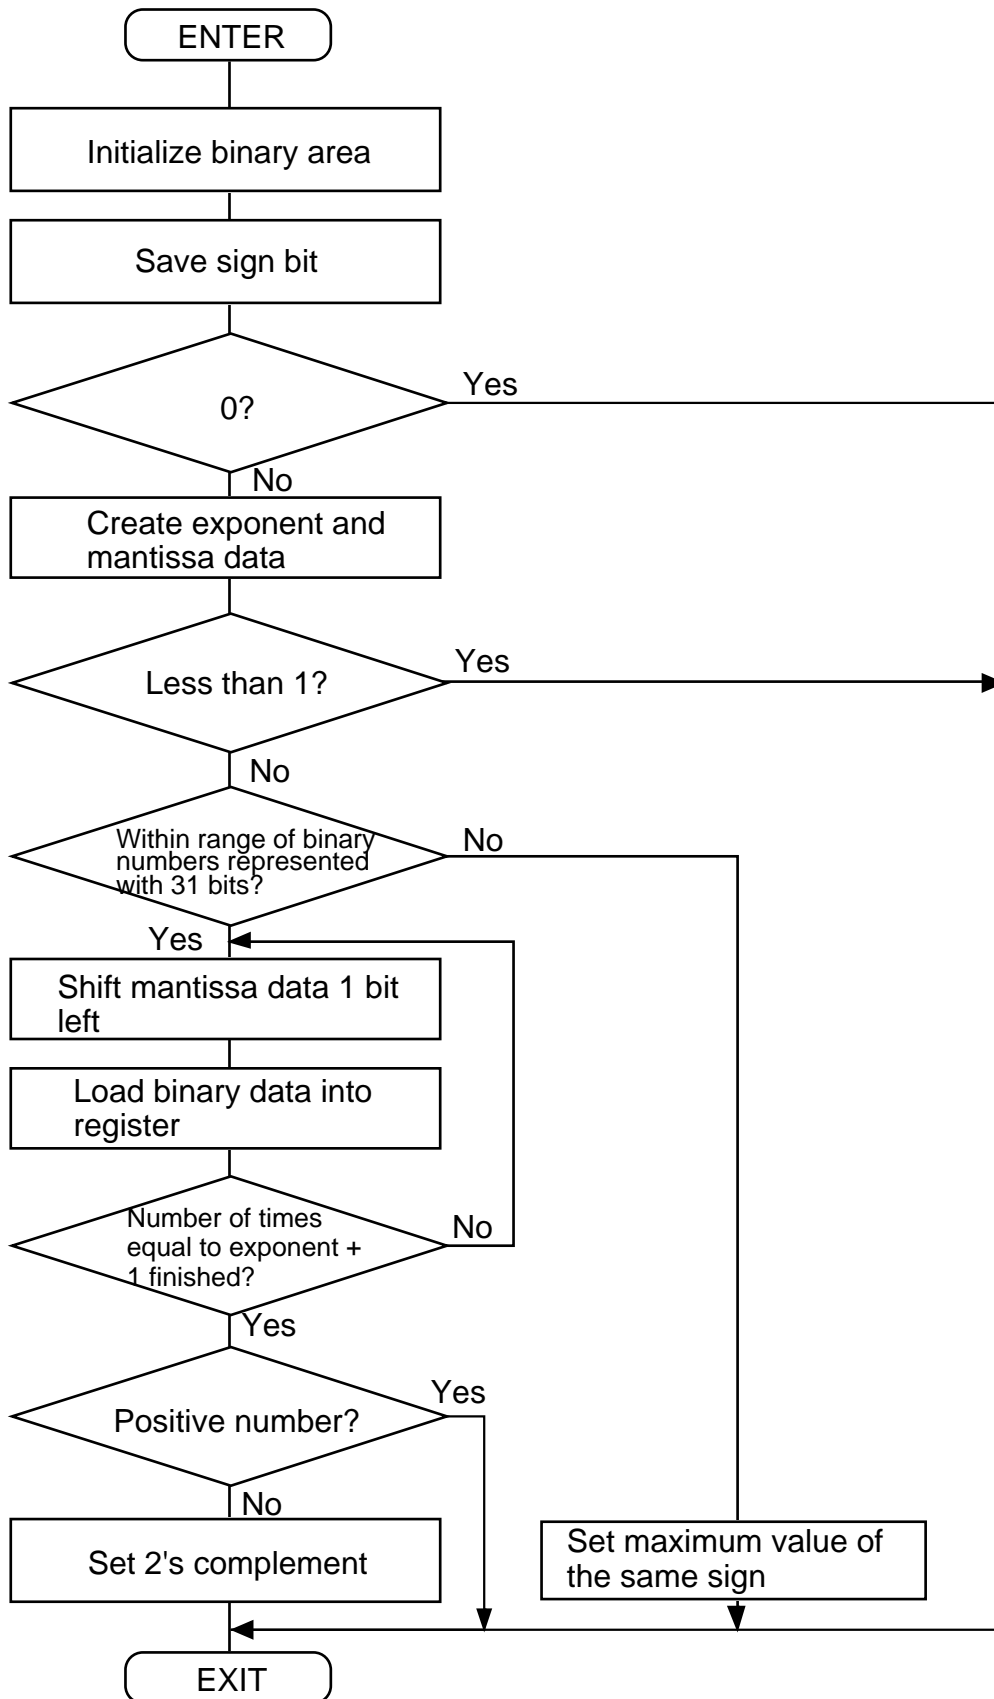 ENTER
Initialize binary area
Save sign bit
0?
Yes
No
Create exponent and
mantissa data
Less than 1?
Yes
No
Within range of binary
numbers represented
with 31 bits?
No
Yes
Shift mantissa data 1 bit
left
Load binary data into
register
Number of times
equal to exponent +
1 finished?
No
Yes
Positive number?
Yes
No
Set 2's complement
Set maximum value of
the same sign
EXIT